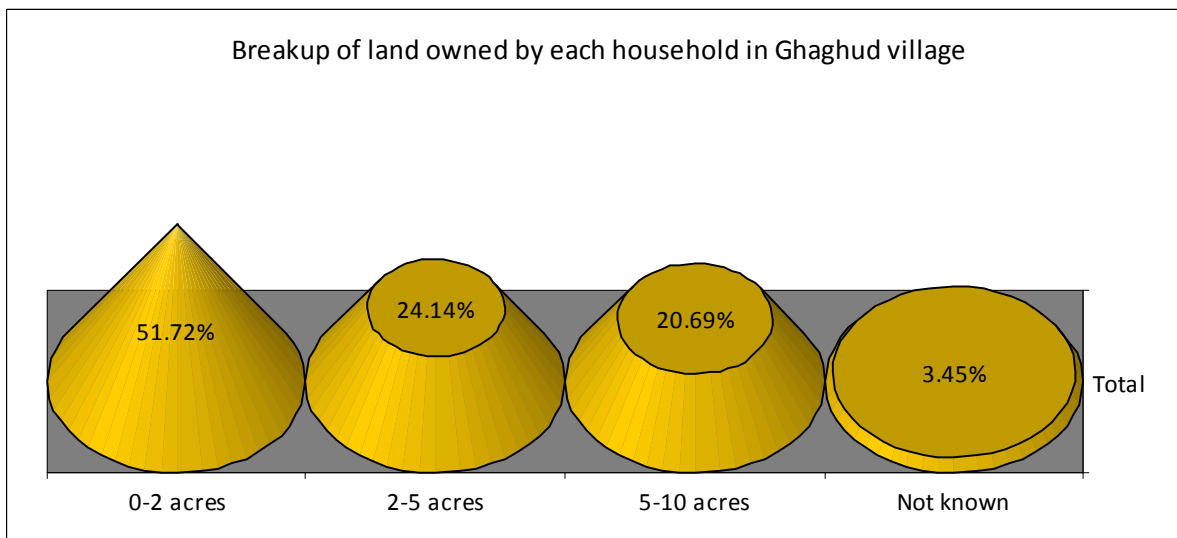 Breakup of land owned by each household in Ghaghud village
51.72%
24.14%
20.69%
3.45%
Total
0-2 acres
2-5 acres
5-10 acres
Not known